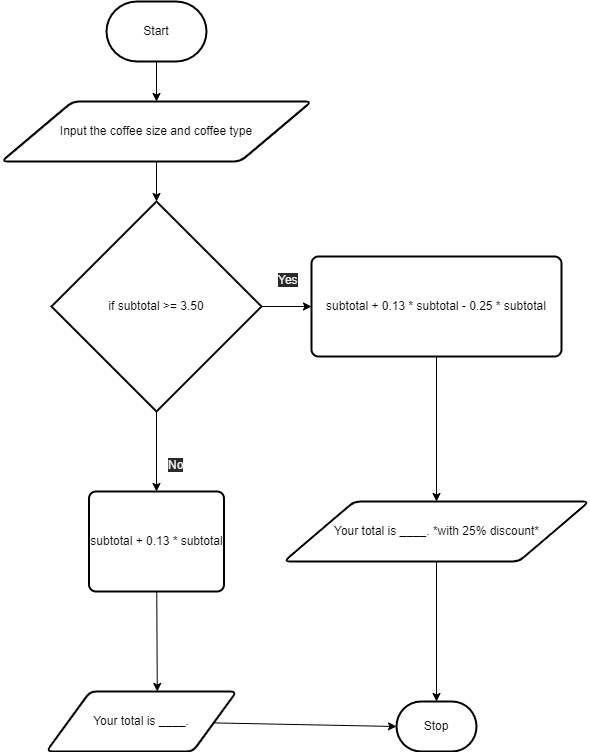 Start
Input the coffee size and coffee type
if subtotal >= 3.50
Yes
subtotal + 0.13 * subtotal - 0.25 * subtotal
No
subtotal + 0.13 * subtotal
Your total is ____. *with 25% discount*
Your total is ____.
Stop